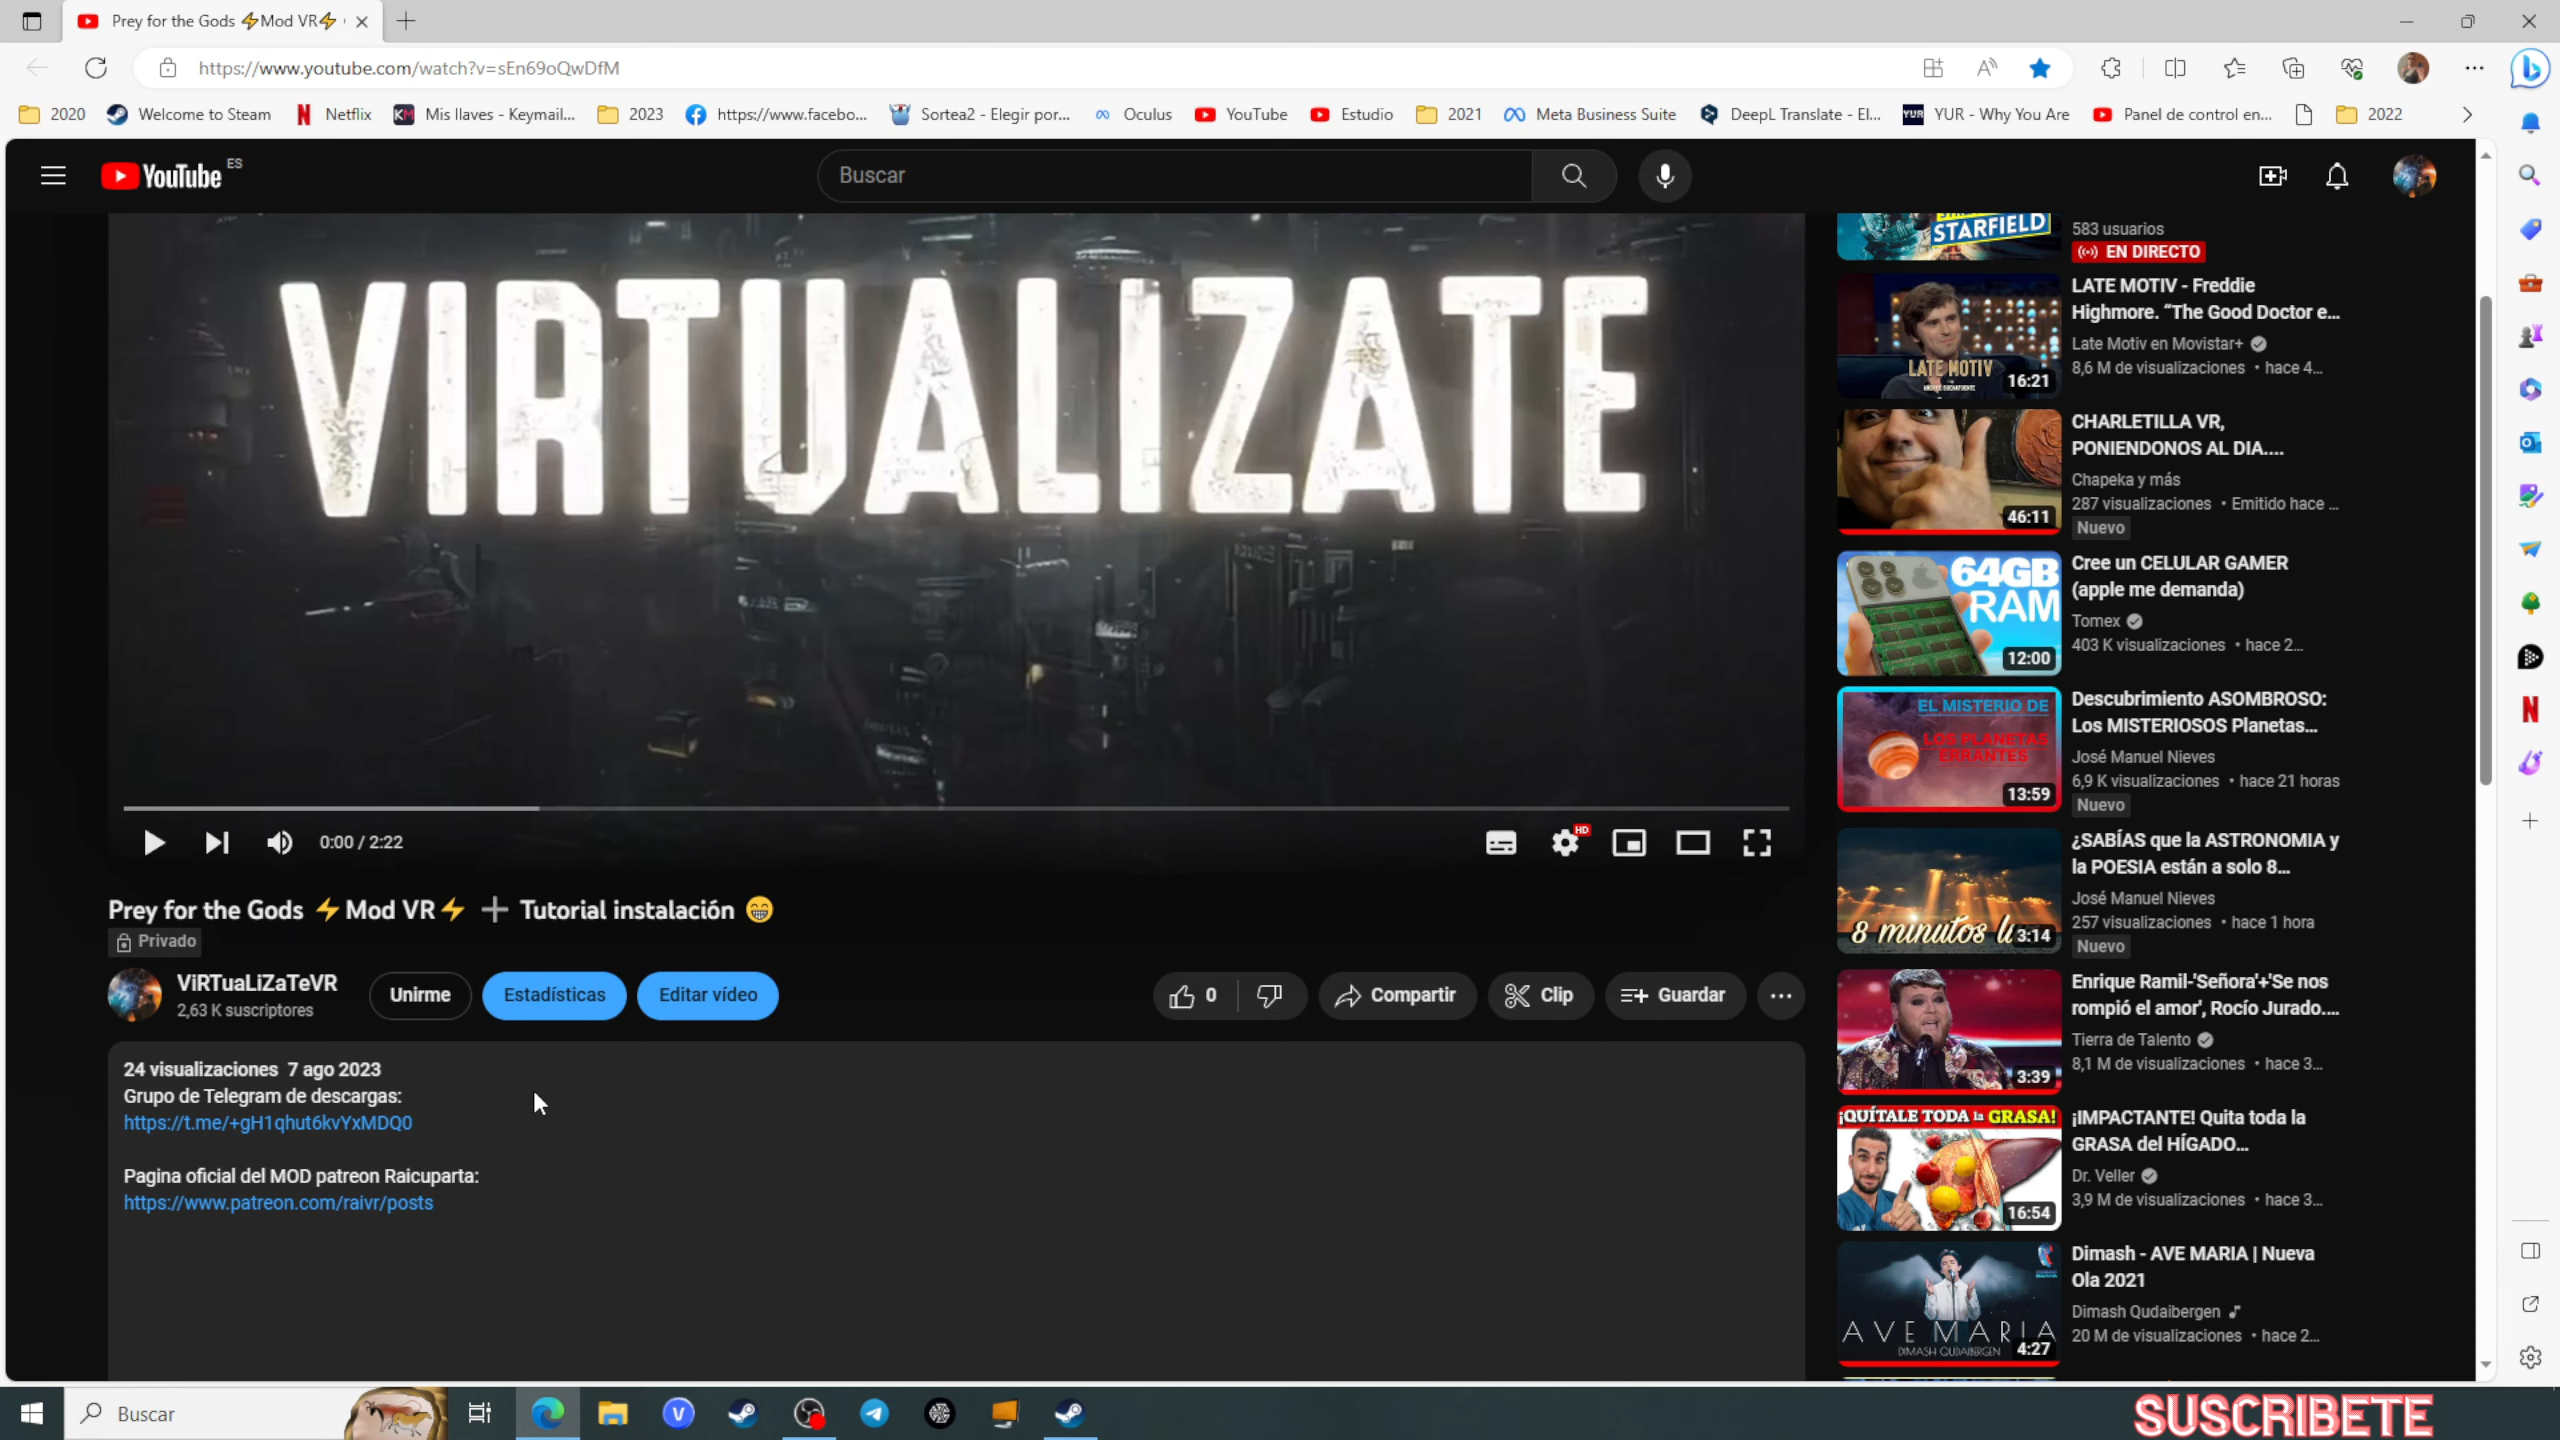 Prey for the Gods ⚡Mod VR⚡
https://www.youtube.com/watch?v=sEn69oQwDfM
2020
Welcome to Steam
Netflix
Mis llaves - Keymail...
2023
https://www.facebo...
Sortea2 - Elegir por...
Oculus
YouTube
Estudio
2021
Meta Business Suite
DeepL Translate - El...
YUR - Why You Are
Panel de control en...
2022
YouTube ES
Buscar
VIRTUALIZATE
0:00 / 2:22
HD
Prey for the Gods ⚡Mod VR⚡ ➕ Tutorial instalación 😁
Privado
ViRTuaLiZaTeVR
2,63 K suscriptores
Unirme
Estadísticas
Editar vídeo
0
Compartir
Clip
Guardar
24 visualizaciones 7 ago 2023
Grupo de Telegram de descargas:
https://t.me/+gH1qhut6kvYxMDQ0
Pagina oficial del MOD patreon Raicuparta:
https://www.patreon.com/raivr/posts
STARFIELD
583 usuarios
EN DIRECTO
LATE MOTIV
16:21
LATE MOTIV - Freddie
Highmore. “The Good Doctor e...
Late Motiv en Movistar+
8,6 M de visualizaciones • hace 4...
46:11
CHARLETILLA VR,
PONIENDONOS AL DIA....
Chapeka y más
287 visualizaciones • Emitido hace ...
Nuevo
64GB
RAM
12:00
Cree un CELULAR GAMER
(apple me demanda)
Tomex
403 K visualizaciones • hace 2...
EL MISTERIO DE
LOS PLANETAS
ERRANTES
13:59
Descubrimiento ASOMBROSO:
Los MISTERIOSOS Planetas...
José Manuel Nieves
6,9 K visualizaciones • hace 21 horas
Nuevo
8 minutos
3:14
¿SABÍAS que la ASTRONOMIA y
la POESIA están a solo 8...
José Manuel Nieves
257 visualizaciones • hace 1 hora
Nuevo
3:39
Enrique Ramil-'Señora'+'Se nos
rompió el amor', Rocío Jurado....
Tierra de Talento
8,1 M de visualizaciones • hace 3...
¡QUÍTALE TODA la GRASA!
16:54
¡IMPACTANTE! Quita toda la
GRASA del HÍGADO...
Dr. Veller
3,9 M de visualizaciones • hace 3...
AVE MARIA
DIMASH QUDAIBERGEN
4:27
Dimash - AVE MARIA | Nueva
Ola 2021
Dimash Qudaibergen
20 M de visualizaciones • hace 2...
Buscar
SUSCRIBETE